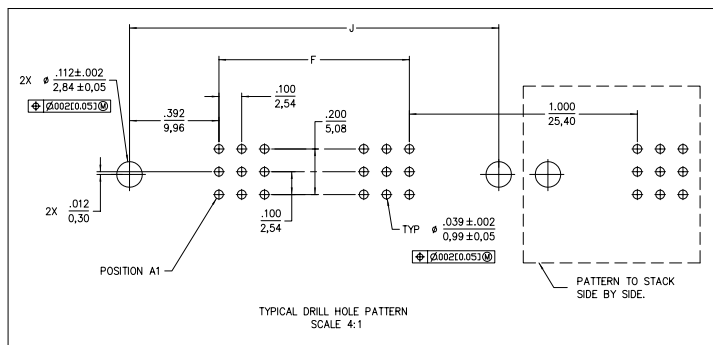 J
F
2X ⌀ .112±.002
2,84 ±0,05
⌖ ⌀.002[0.05] Ⓜ
.100
2,54
.392
9,96
.200
5,08
1.000
25,40
2X .012
0,30
.100
2,54
TYP ⌀ .039±.002
0,99 ±0,05
⌖ ⌀.002[0.05] Ⓜ
POSITION A1
PATTERN TO STACK
SIDE BY SIDE.
TYPICAL DRILL HOLE PATTERN
SCALE 4:1